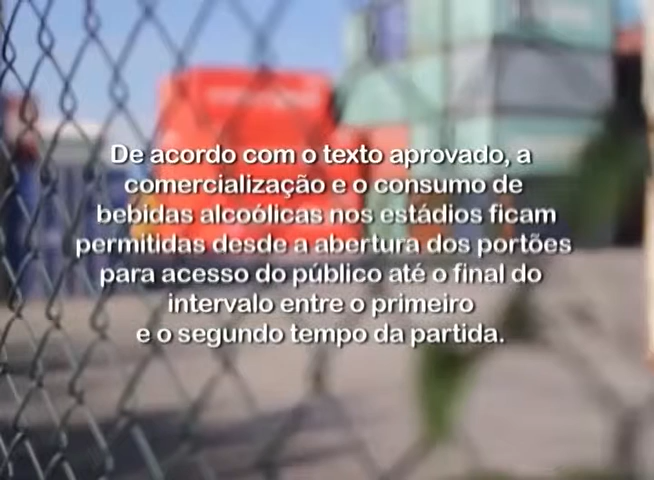 De acordo com o texto aprovado, a
comercialização e o consumo de
bebidas alcoólicas nos estádios ficam
permitidas desde a abertura dos portões
para acesso do público até o final do
intervalo entre o primeiro
e o segundo tempo da partida.